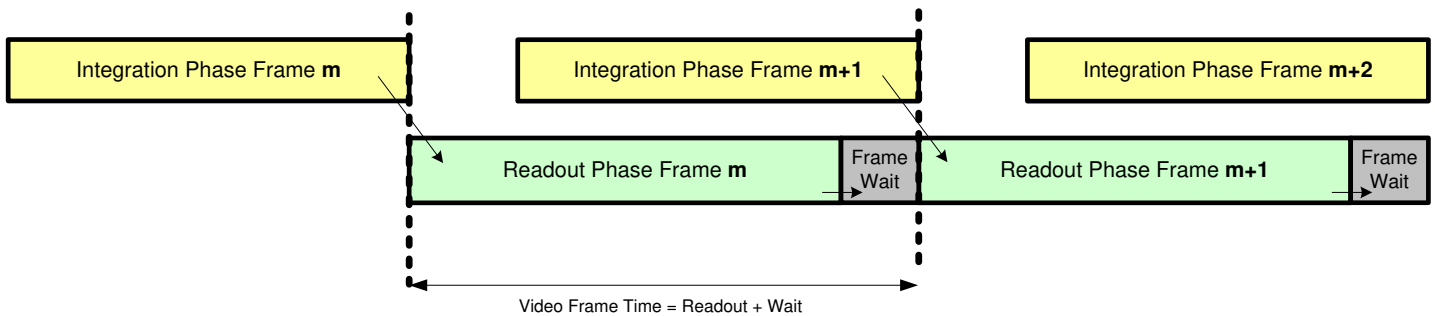 Integration Phase Frame m
Integration Phase Frame m+1
Integration Phase Frame m+2
Readout Phase Frame m
Frame
Wait
Readout Phase Frame m+1
Frame
Wait
Video Frame Time = Readout + Wait